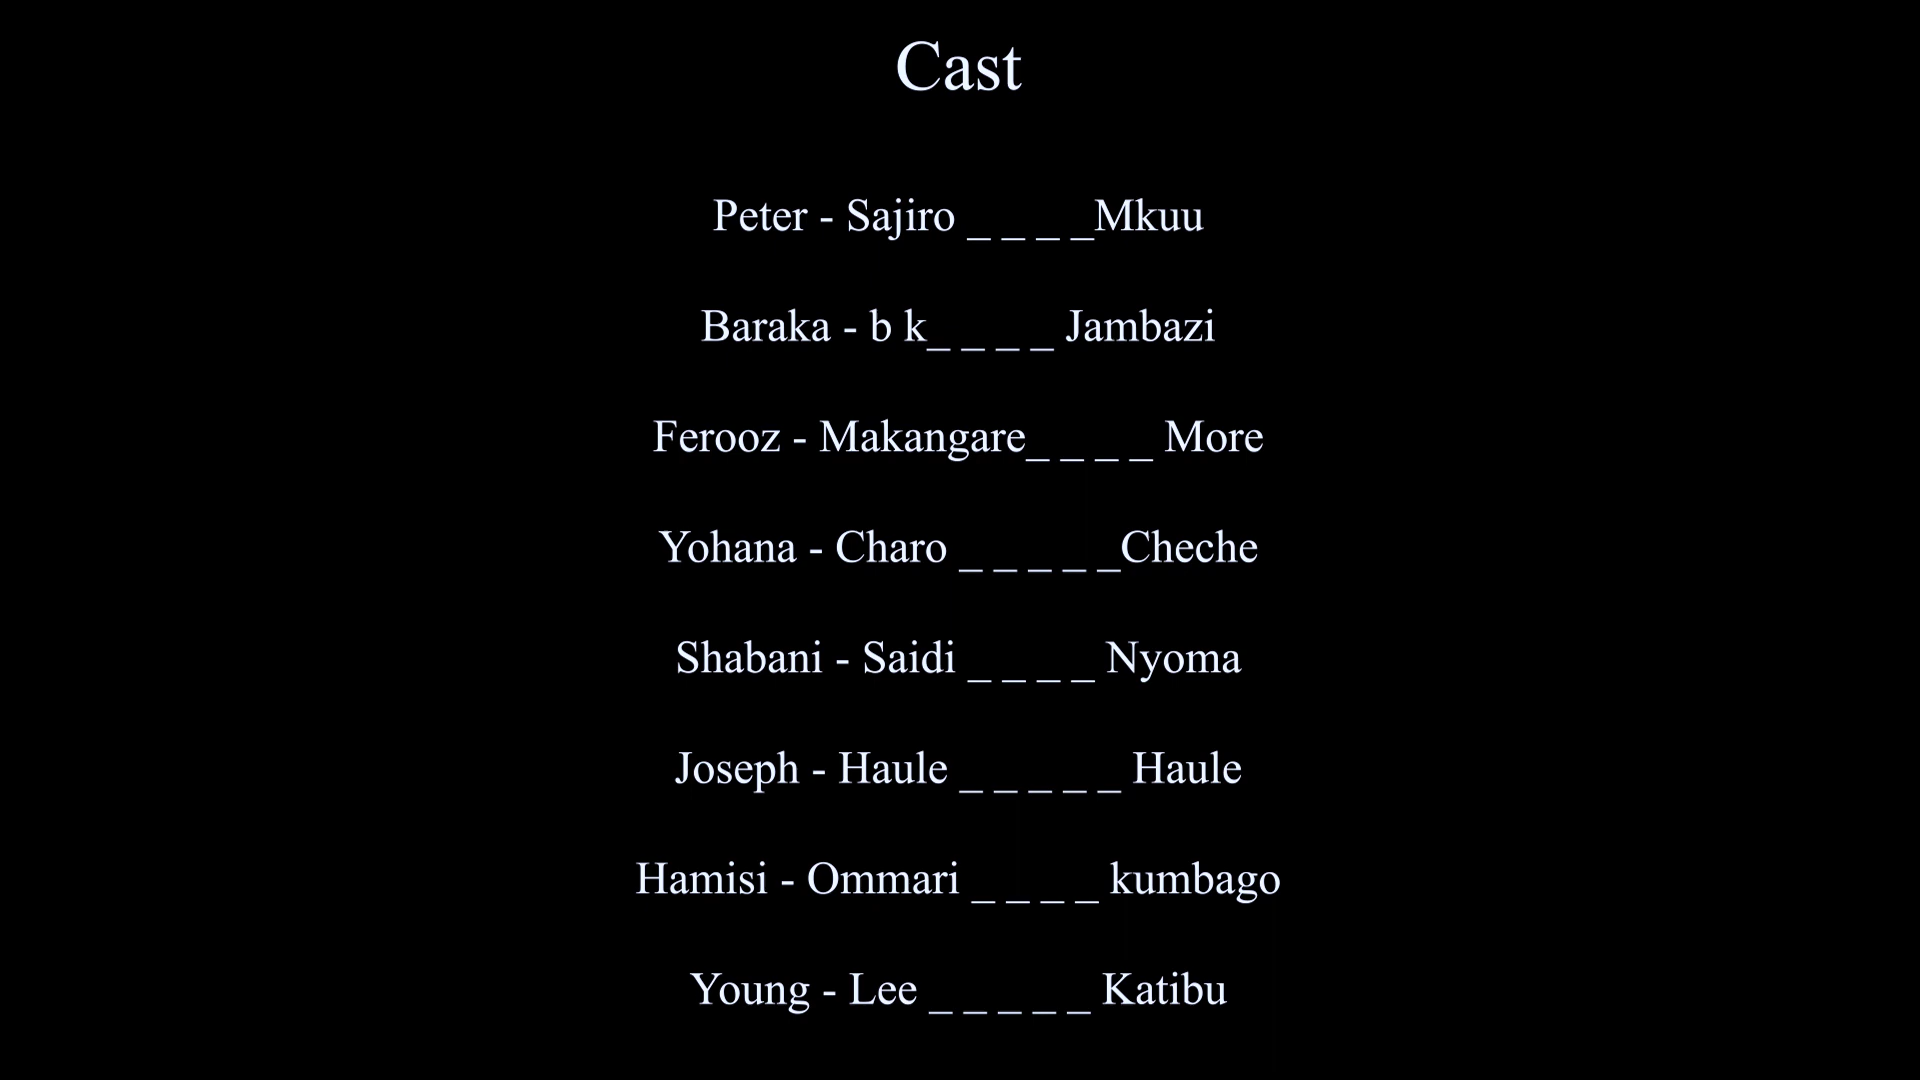 Cast
Peter - Sajiro _ _ _ _Mkuu
Baraka - b k_ _ _ _ Jambazi
Ferooz - Makangare_ _ _ _ More
Yohana - Charo _ _ _ _ _Cheche
Shabani - Saidi _ _ _ _ Nyoma
Joseph - Haule _ _ _ _ _ Haule
Hamisi - Ommari _ _ _ _ kumbago
Young - Lee _ _ _ _ _ Katibu